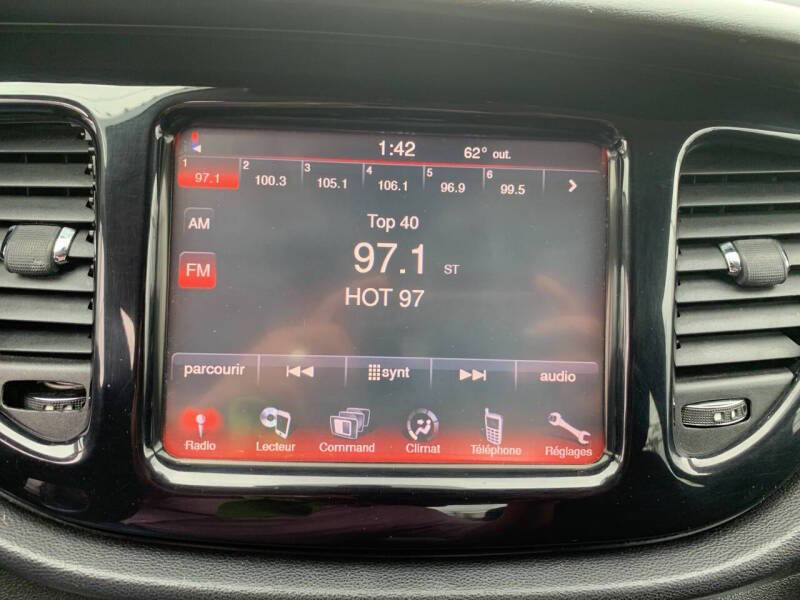 1:42 62° out.
1 97.1 2 100.3 3 105.1 4 106.1 5 96.9 6 99.5
AM
Top 40
97.1 ST
FM
HOT 97
parcourir synt audio
Radio Lecteur Command Climat Téléphone Réglages